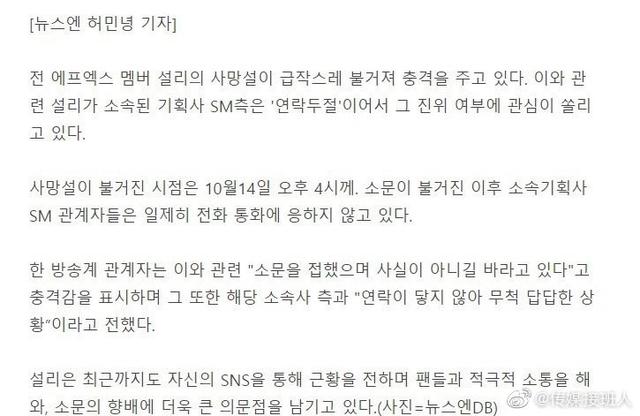 [뉴스엔 허민녕 기자]
전 에프엑스 멤버 설리의 사망설이 급작스레 불거져 충격을 주고 있다. 이와 관
련 설리가 소속된 기획사 SM측은 '연락두절'이어서 그 진위 여부에 관심이 쏠리
고 있다.
사망설이 불거진 시점은 10월14일 오후 4시께. 소문이 불거진 이후 소속기획사
SM 관계자들은 일제히 전화 통화에 응하지 않고 있다.
한 방송계 관계자는 이와 관련 "소문을 접했으며 사실이 아니길 바라고 있다"고
충격감을 표시하며 그 또한 해당 소속사 측과 "연락이 닿지 않아 무척 답답한 상
황"이라고 전했다.
설리은 최근까지도 자신의 SNS을 통해 근황을 전하며 팬들과 적극적 소통을 해
와, 소문의 향배에 더욱 큰 의문점을 남기고 있다.(사진=뉴스엔DB)
@传媒接班人